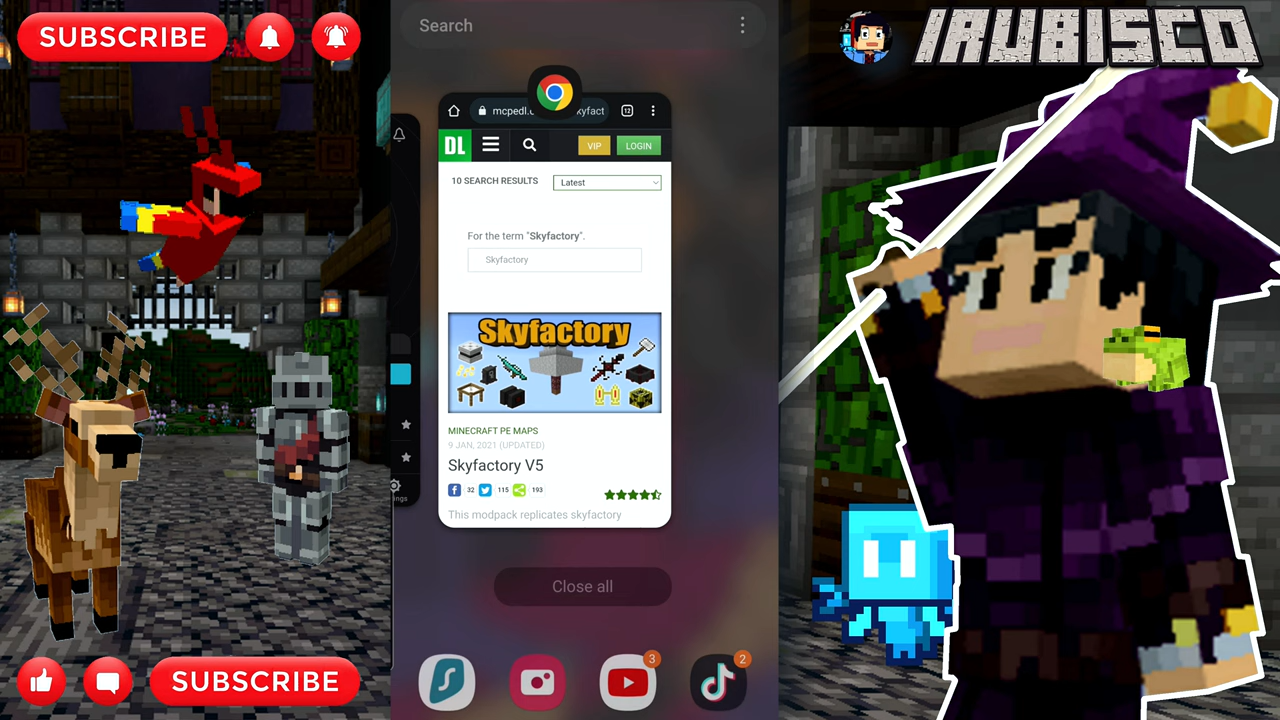 SUBSCRIBE
Search
IRUBISCO
12
DL
VIP
LOGIN
10 SEARCH RESULTS
Latest
For the term "Skyfactory".
Skyfactory
Skyfactory
MINECRAFT PE MAPS
9 JAN, 2021 (UPDATED)
Skyfactory V5
32
115
193
This modpack replicates skyfactory
Close all
SUBSCRIBE
3
2